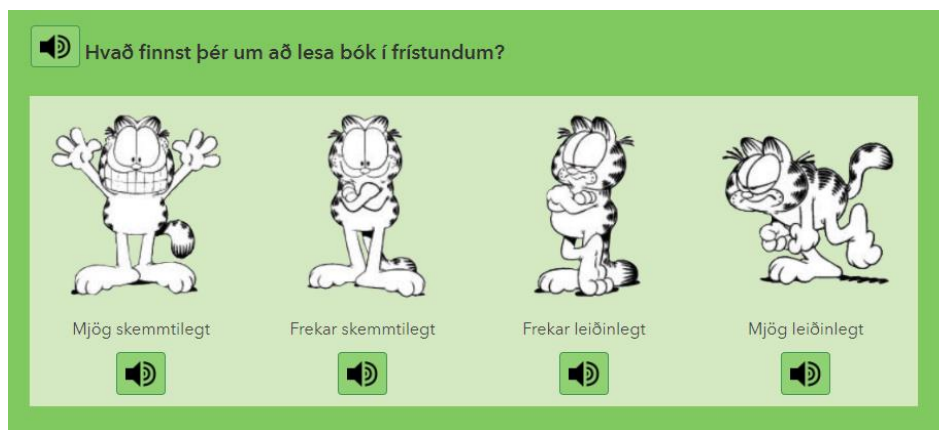 Hvað finnst þér um að lesa bók í frístundum?
Mjög skemmtilegt
Frekar skemmtilegt
Frekar leiðinlegt
Mjög leiðinlegt